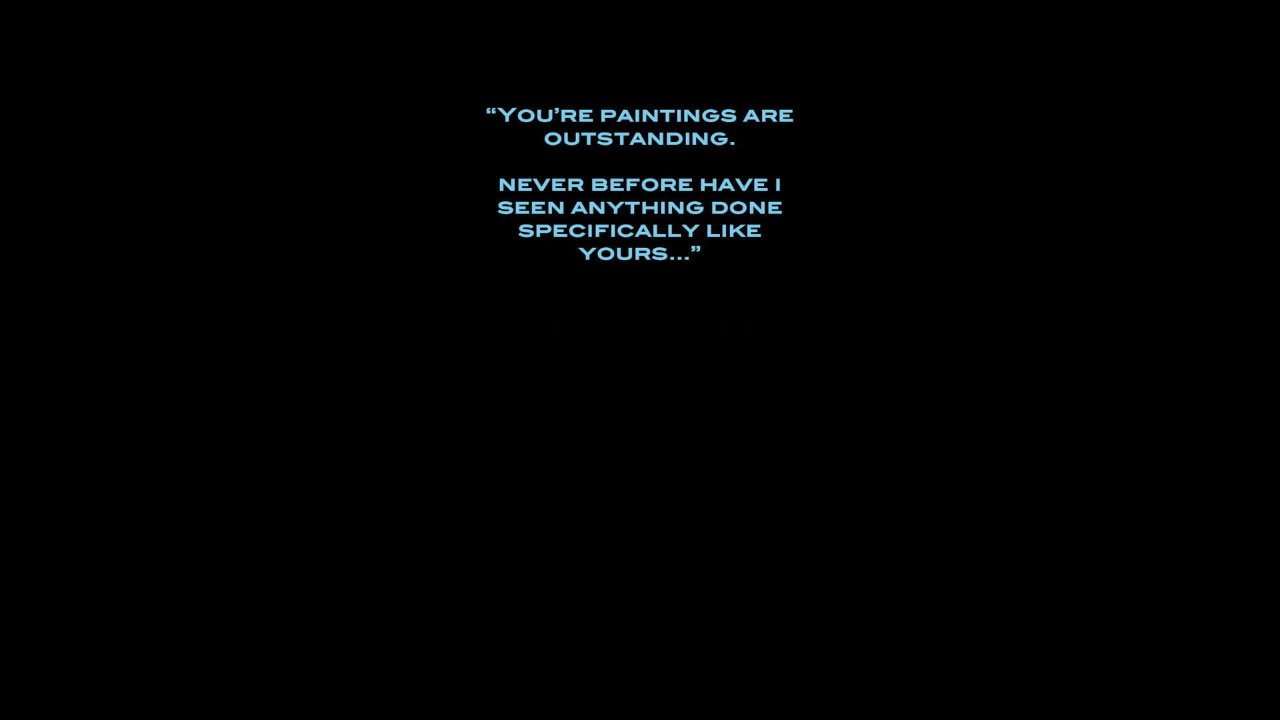 “You’re paintings are
outstanding.
never before have I
seen anything done
specifically like
yours...”